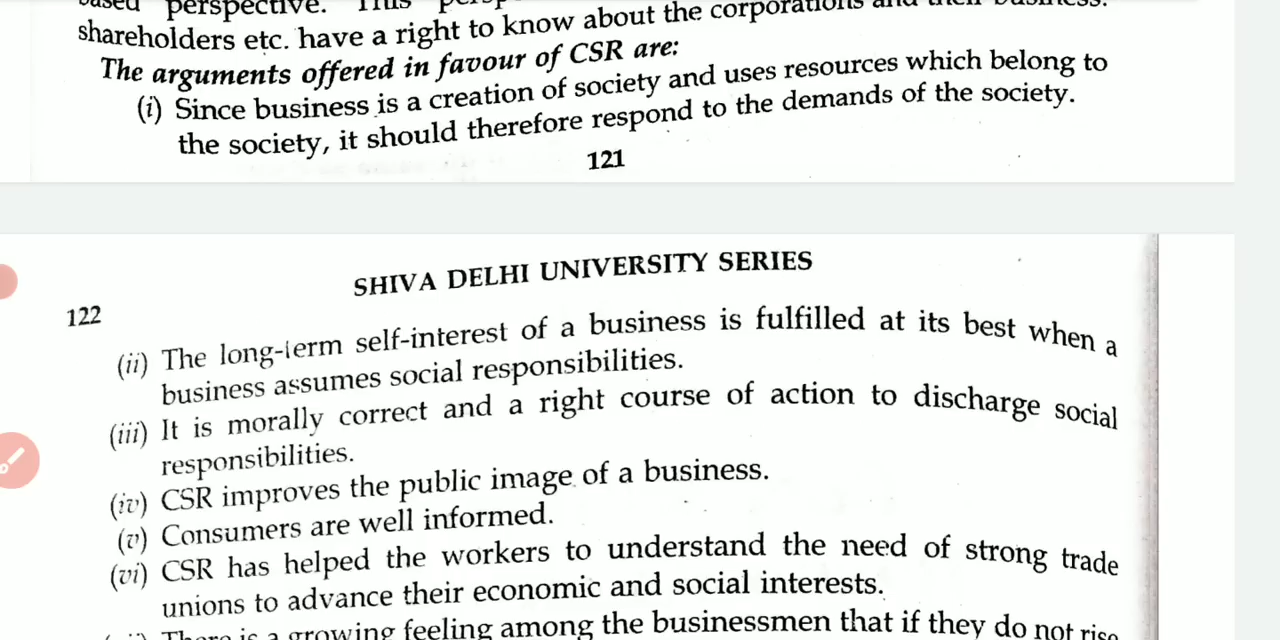 based perspective.
shareholders etc. have a right to know about the corporations and their business.
The arguments offered in favour of CSR are:
(i) Since business is a creation of society and uses resources which belong to
the society, it should therefore respond to the demands of the society.
121
SHIVA DELHI UNIVERSITY SERIES
122
(ii) The long-term self-interest of a business is fulfilled at its best when a
business assumes social responsibilities.
(iii) It is morally correct and a right course of action to discharge social
responsibilities.
(iv) CSR improves the public image of a business.
(v) Consumers are well informed.
(vi) CSR has helped the workers to understand the need of strong trade
unions to advance their economic and social interests.
There is a growing feeling among the businessmen that if they do not rise